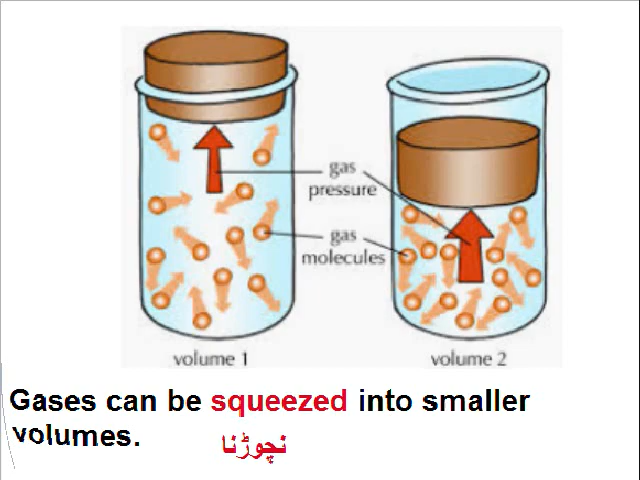 gas
pressure
gas
molecules
volume 1
volume 2
Gases can be squeezed into smaller
volumes.
نچوڑنا